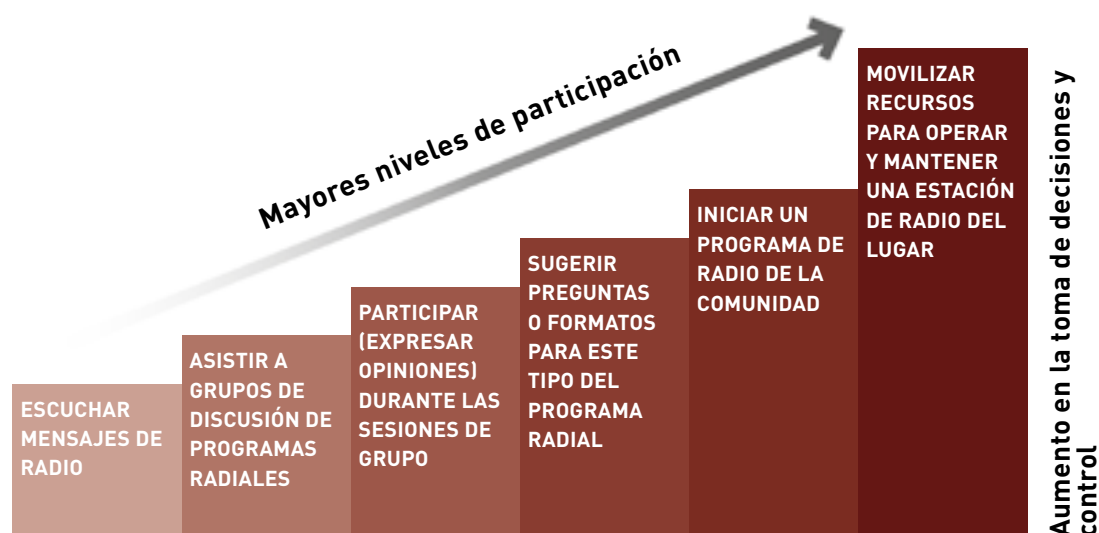 Mayores niveles de participación
ESCUCHAR
MENSAJES DE
RADIO
ASISTIR A
GRUPOS DE
DISCUSIÓN DE
PROGRAMAS
RADIALES
PARTICIPAR
(EXPRESAR
OPINIONES)
DURANTE LAS
SESIONES DE
GRUPO
SUGERIR
PREGUNTAS
O FORMATOS
PARA ESTE
TIPO DEL
PROGRAMA
RADIAL
INICIAR UN
PROGRAMA DE
RADIO DE LA
COMUNIDAD
MOVILIZAR
RECURSOS
PARA OPERAR
Y MANTENER
UNA ESTACIÓN
DE RADIO DEL
LUGAR
Aumento en la toma de decisiones y
control